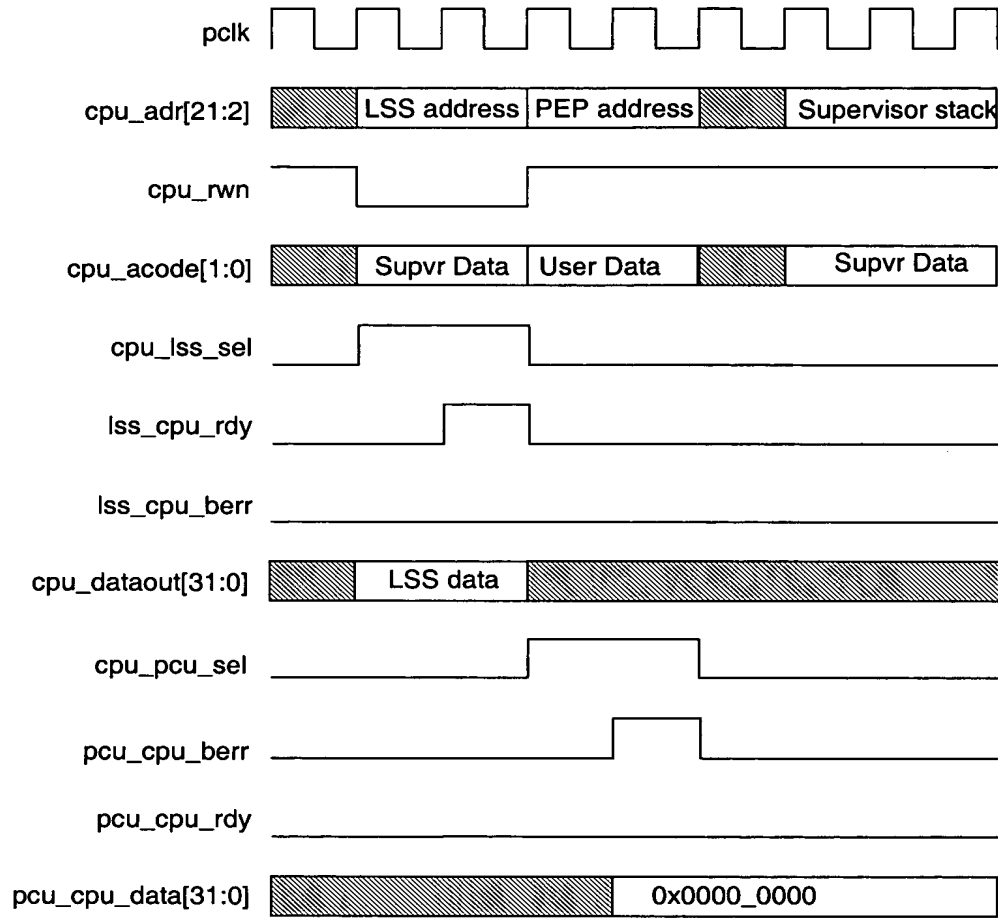 pclk
cpu_adr[21:2] LSS address PEP address Supervisor stack
cpu_rwn
cpu_acode[1:0] Supvr Data User Data Supvr Data
cpu_lss_sel
lss_cpu_rdy
lss_cpu_berr
cpu_dataout[31:0] LSS data
cpu_pcu_sel
pcu_cpu_berr
pcu_cpu_rdy
pcu_cpu_data[31:0] 0x0000_0000